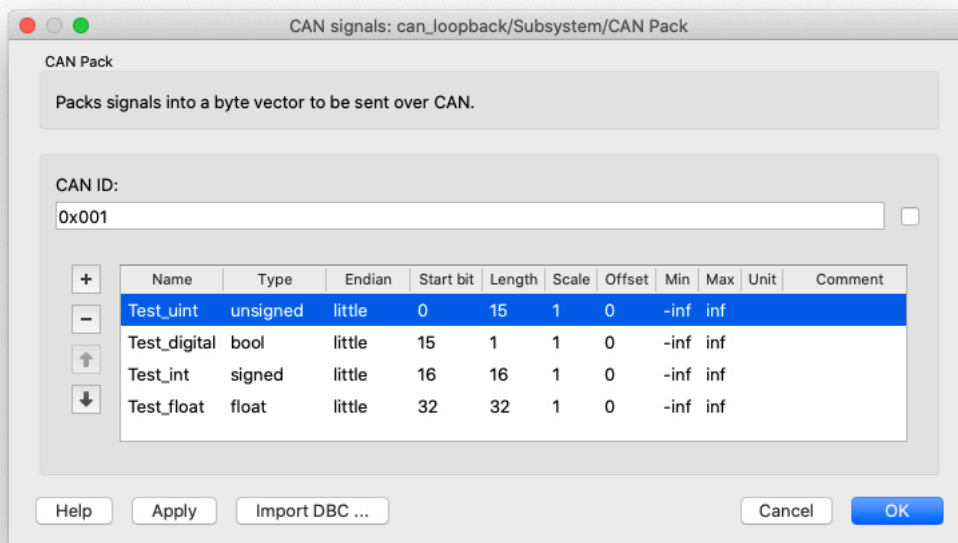 CAN signals: can_loopback/Subsystem/CAN Pack
CAN Pack
Packs signals into a byte vector to be sent over CAN.
CAN ID:
0x001
Name Type Endian Start bit Length Scale Offset Min Max Unit Comment
Test_uint unsigned little 0 15 1 0 -inf inf
Test_digital bool little 15 1 1 0 -inf inf
Test_int signed little 16 16 1 0 -inf inf
Test_float float little 32 32 1 0 -inf inf
Help Apply Import DBC ... Cancel OK